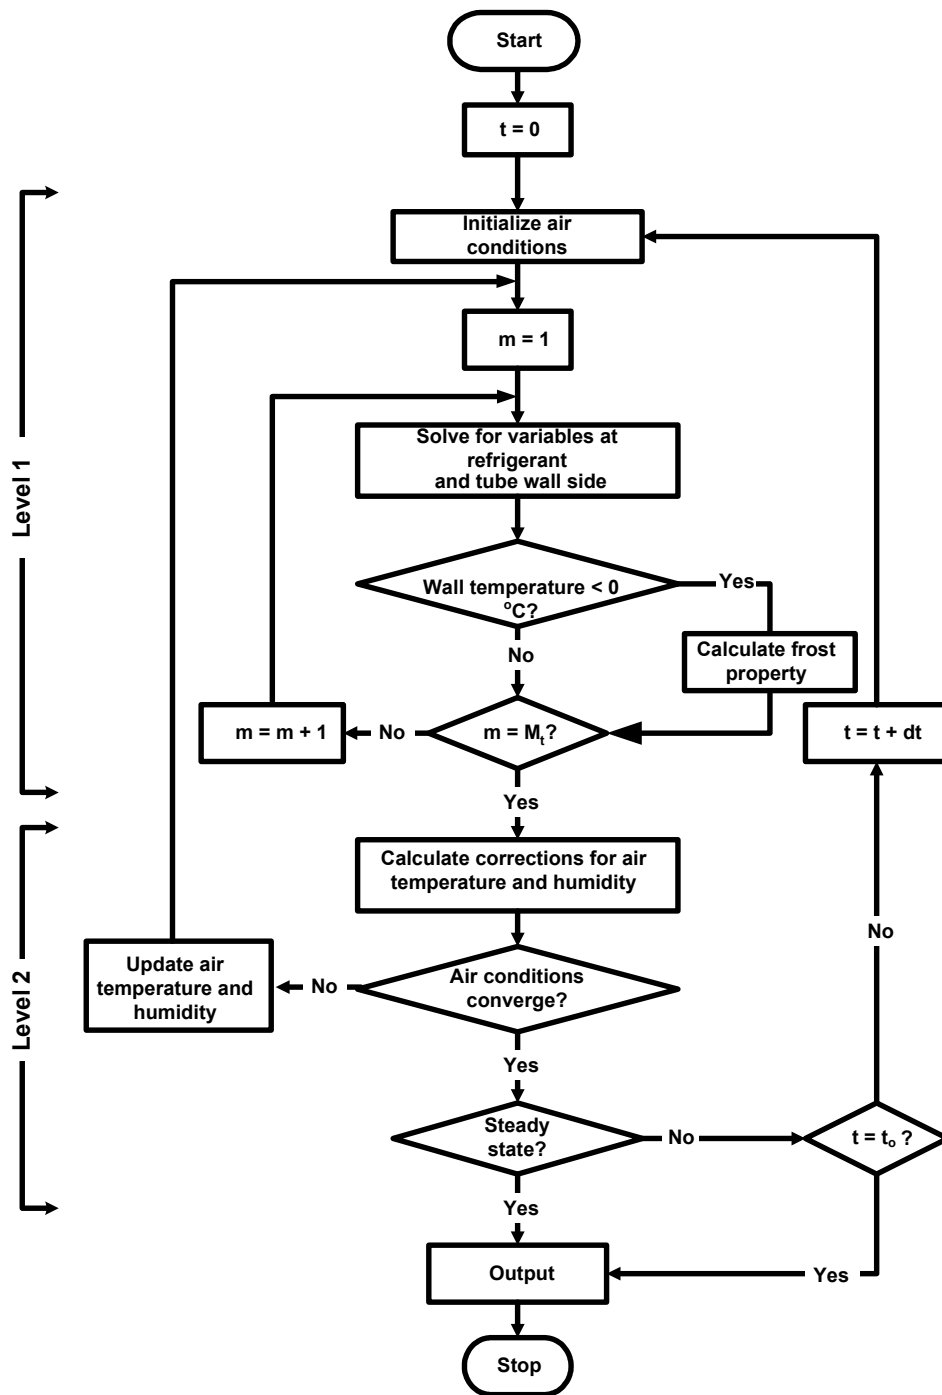 Start
t = 0
Initialize air
conditions
m = 1
Level 1
Solve for variables at
refrigerant
and tube wall side
Wall temperature < 0
°C?
Yes
No
Calculate frost
property
m = m + 1
No
m = Mₜ?
t = t + dt
Yes
Calculate corrections for air
temperature and humidity
No
Level 2
Update air
temperature and
humidity
No
Air conditions
converge?
Yes
Steady
state?
No
t = tₒ ?
Yes
Output
Yes
Stop